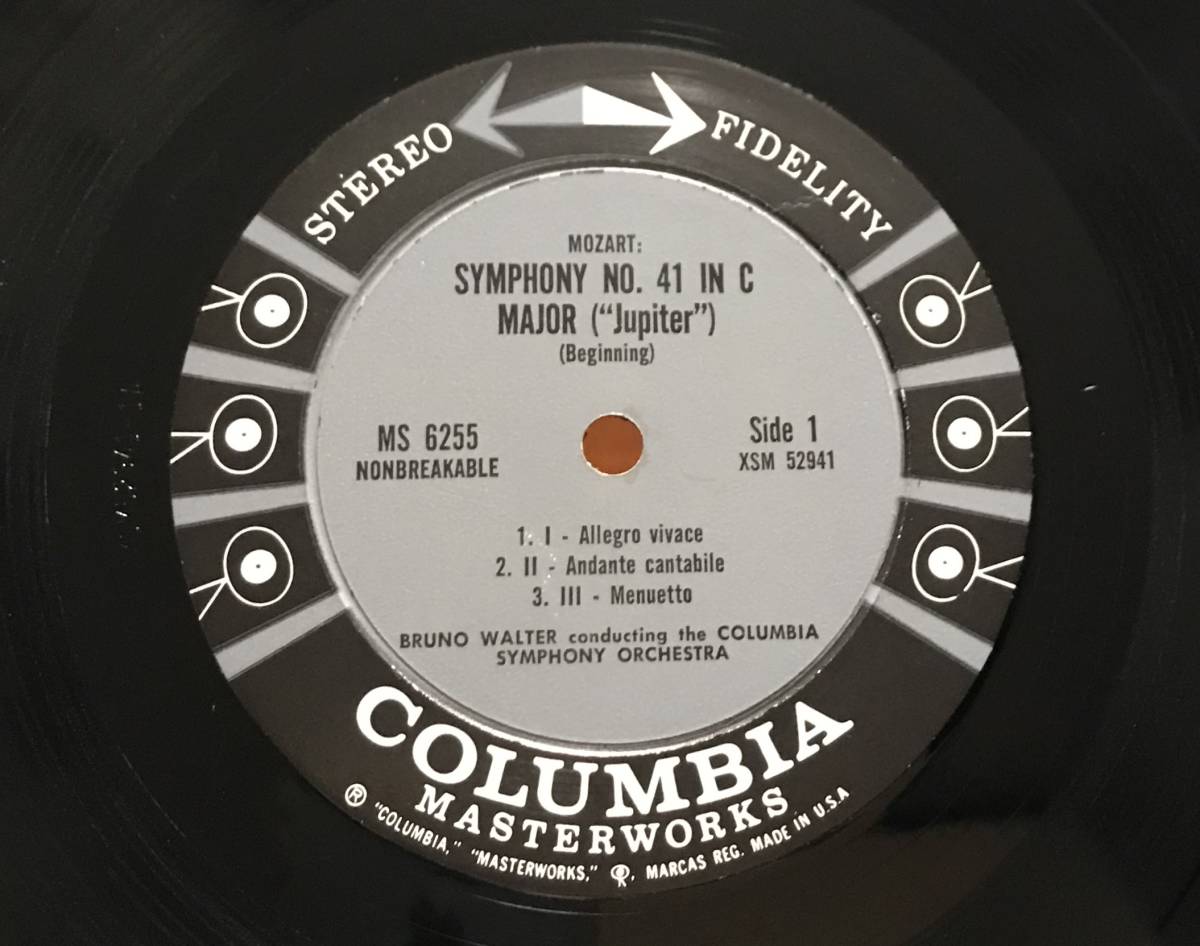 STEREO FIDELITY
MOZART:
SYMPHONY NO. 41 IN C
MAJOR ("Jupiter")
(Beginning)
MS 6255
NONBREAKABLE
Side 1
XSM 52941
1. I - Allegro vivace
2. II - Andante cantabile
3. III - Menuetto
BRUNO WALTER conducting the COLUMBIA
SYMPHONY ORCHESTRA
COLUMBIA
MASTERWORKS
® "COLUMBIA," "MASTERWORKS," , MARCAS REG. MADE IN U.S.A